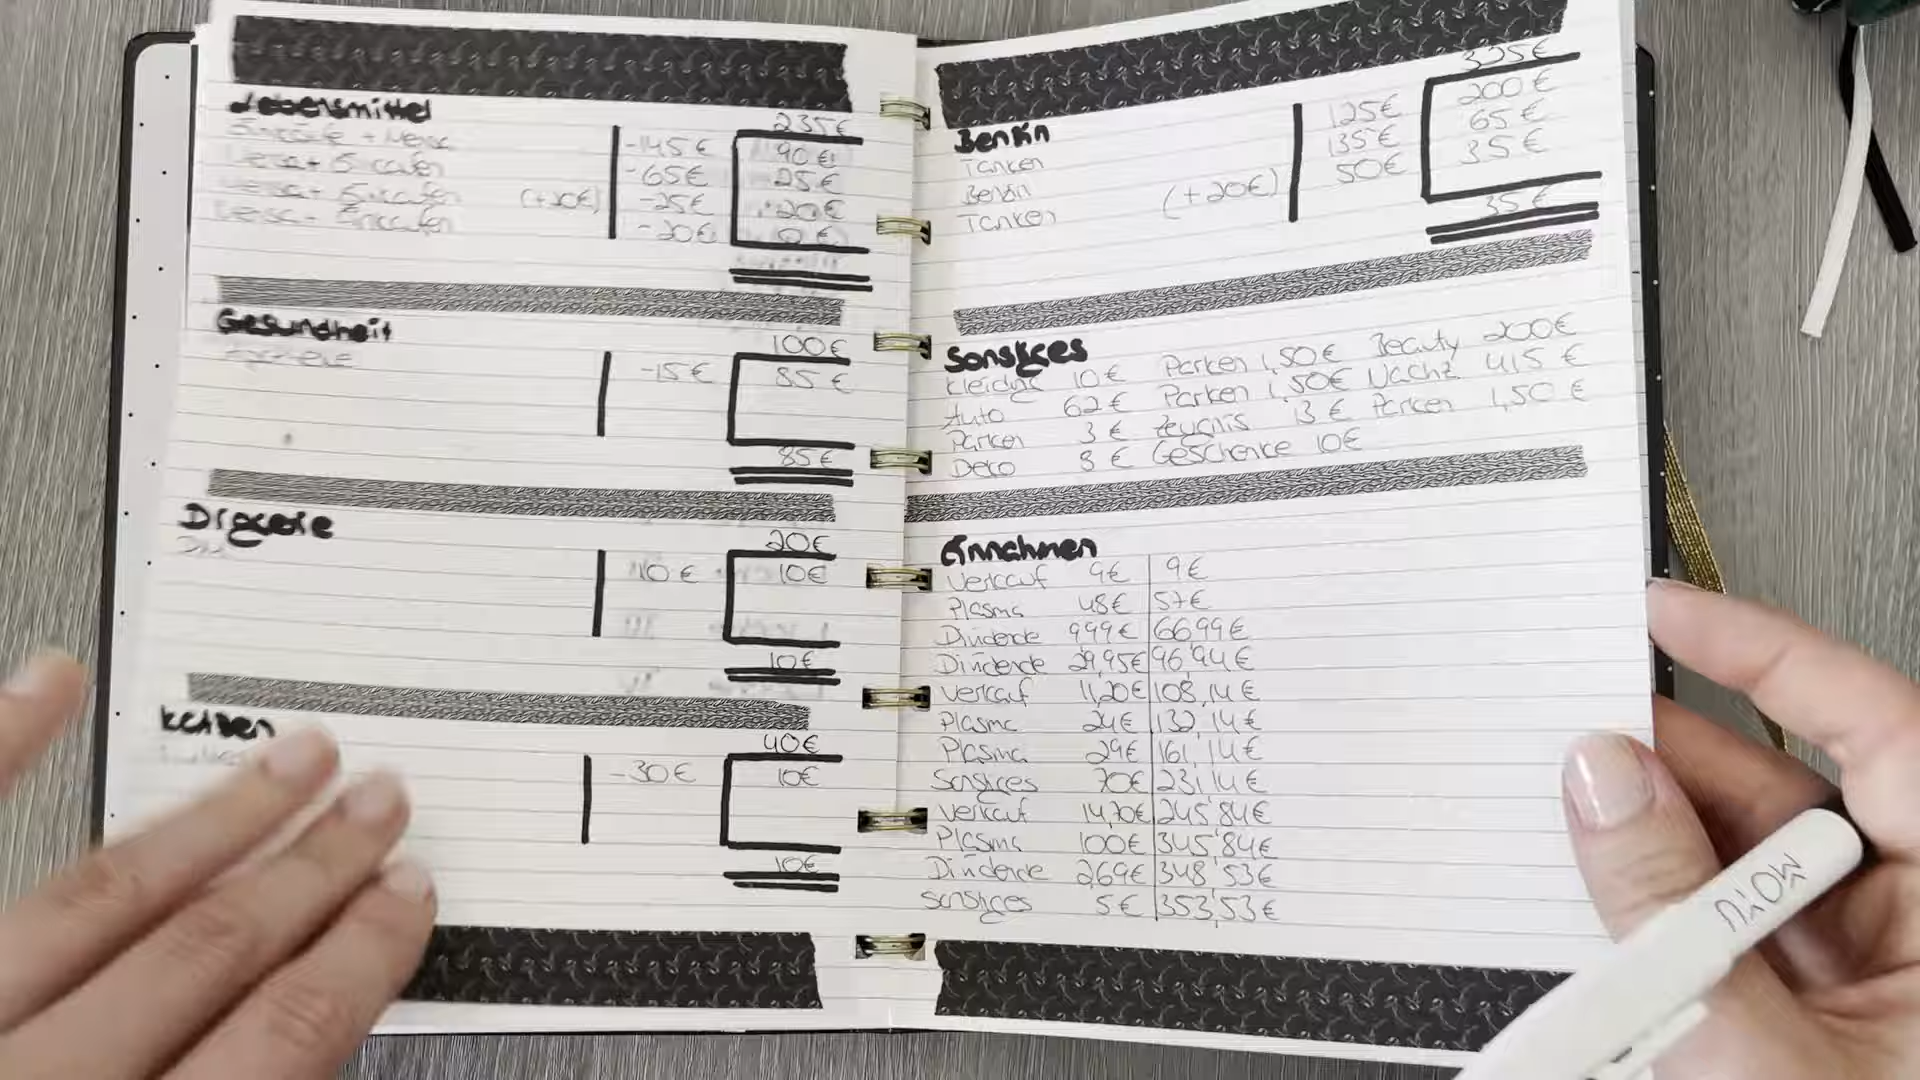 Lebensmittel 235€
-145€ 90€
-65€ 25€
(+20€) -25€ 20€
-20€ 0€
Gesundheit 100€
-15€ 85€
85€
Drogerie 20€
10€ 10€
10€
Katzen 40€
-30€ 10€
10€
325€
Benzin 125€ 200€
Tanken 135€ 65€
Benzin (+20€) 50€ 35€
Tanken
35€
Sonstiges
Kleidung 10€ Parken 1,50€ Beauty 200€
Auto 62€ Parken 1,50€ 415€
Parken 3€ Zeugnis 13€ Parken 1,50€
Deko 8€ Geschenke 10€
Einnahmen
Verkauf 9€ 9€
Plasma 48€ 57€
Dividende 9,99€ 66,99€
Dividende 29,95€ 96,94€
Verkauf 11,20€ 108,14€
Plasma 24€ 132,14€
Plasma 29€ 161,14€
Sonstiges 70€ 231,14€
Verkauf 14,70€ 245,84€
Plasma 100€ 345,84€
Dividende 2,69€ 348,53€
Sonstiges 5€ 353,53€